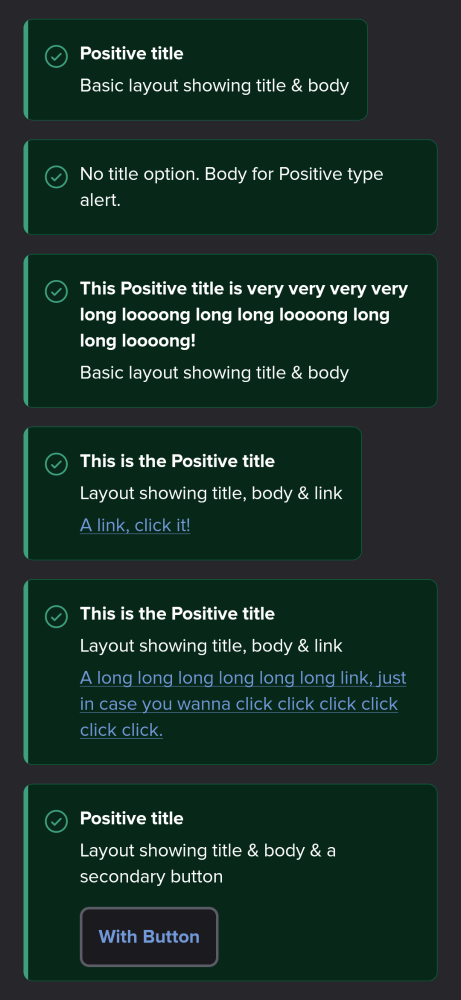 Positive title
Basic layout showing title & body
No title option. Body for Positive type
alert.
This Positive title is very very very very
long loooong long long loooong long
long loooong!
Basic layout showing title & body
This is the Positive title
Layout showing title, body & link
A link, click it!
This is the Positive title
Layout showing title, body & link
A long long long long long long link, just
in case you wanna click click click click
click click.
Positive title
Layout showing title & body & a
secondary button
With Button